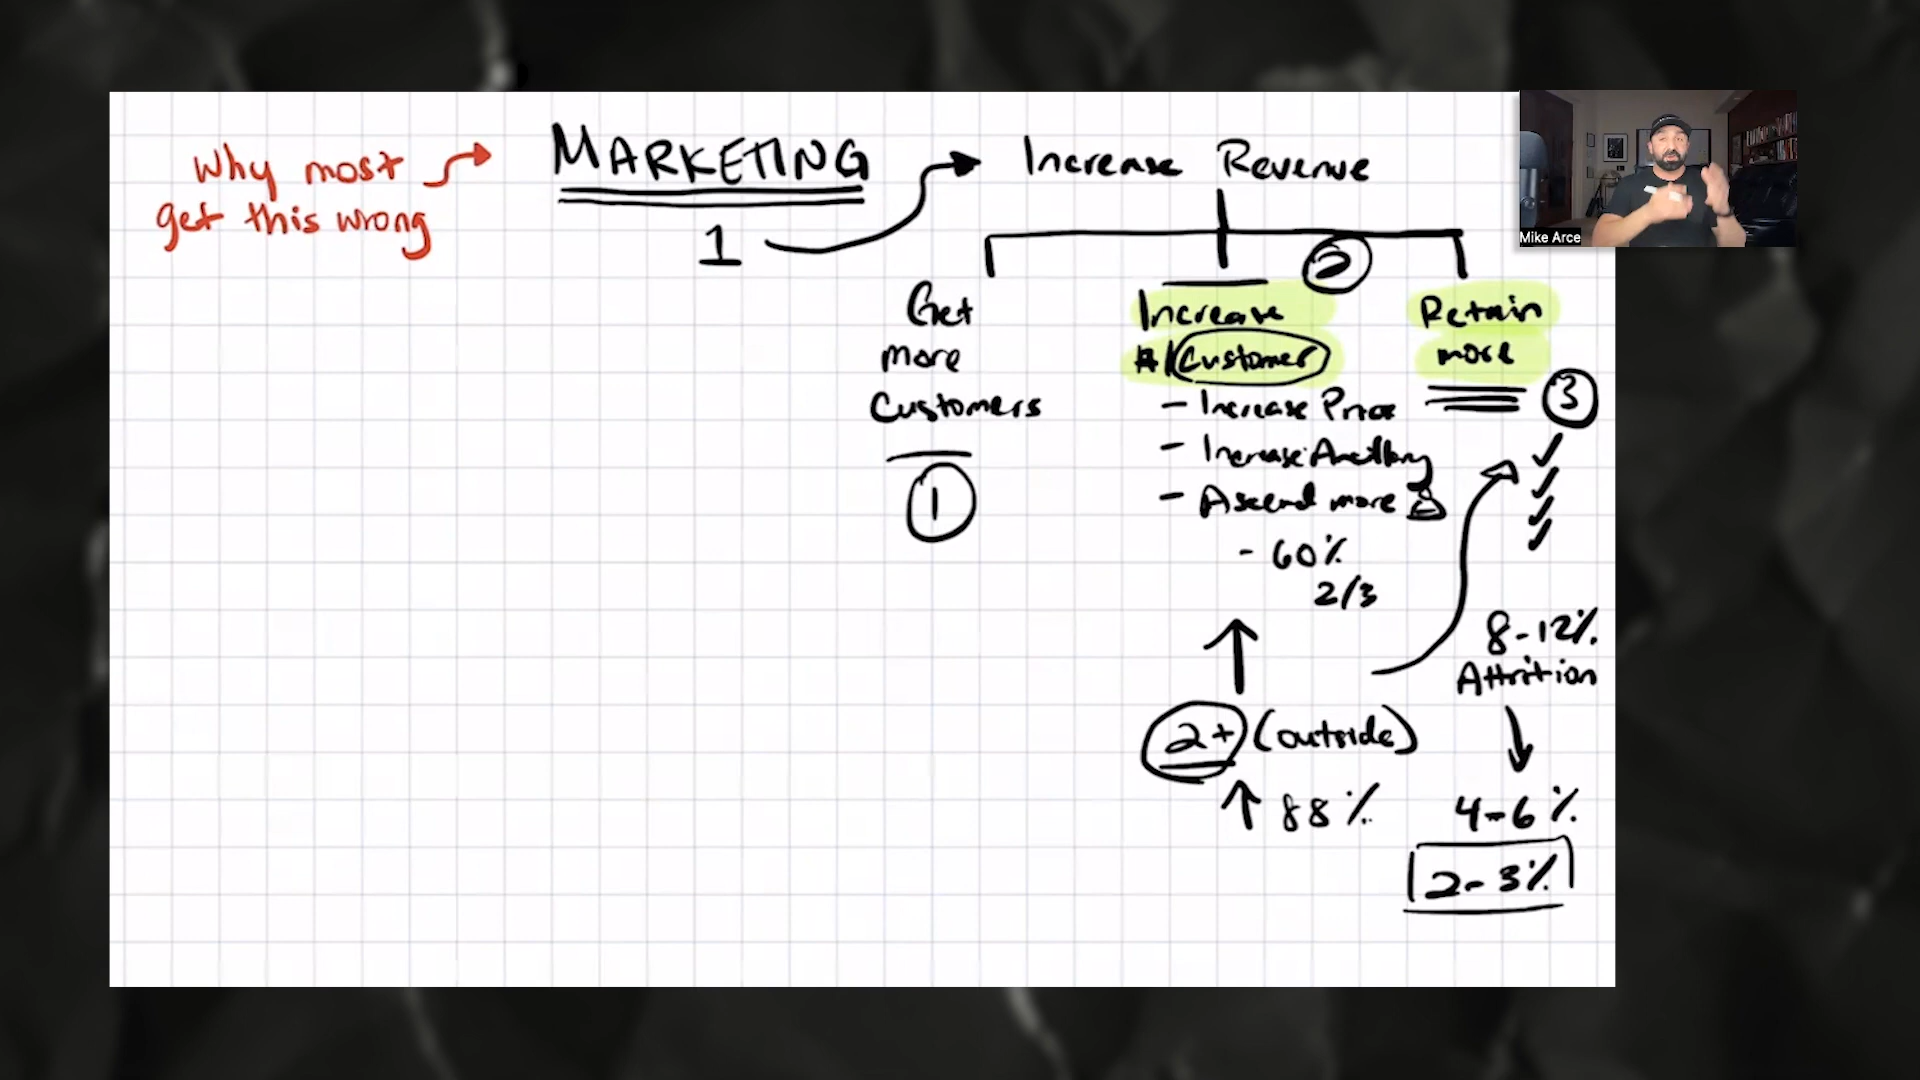 Why most
get this wrong
MARKETING
1
Increase Revenue
Get
more
Customers
1
2
Increase
Customer
- Increase Price
- Increase Ancillary
- Ascend more
- 60%
2/3
2+ (outside)
88%
Retain
more
3
8-12%
Attrition
4-6%
2-3%
Mike Arce